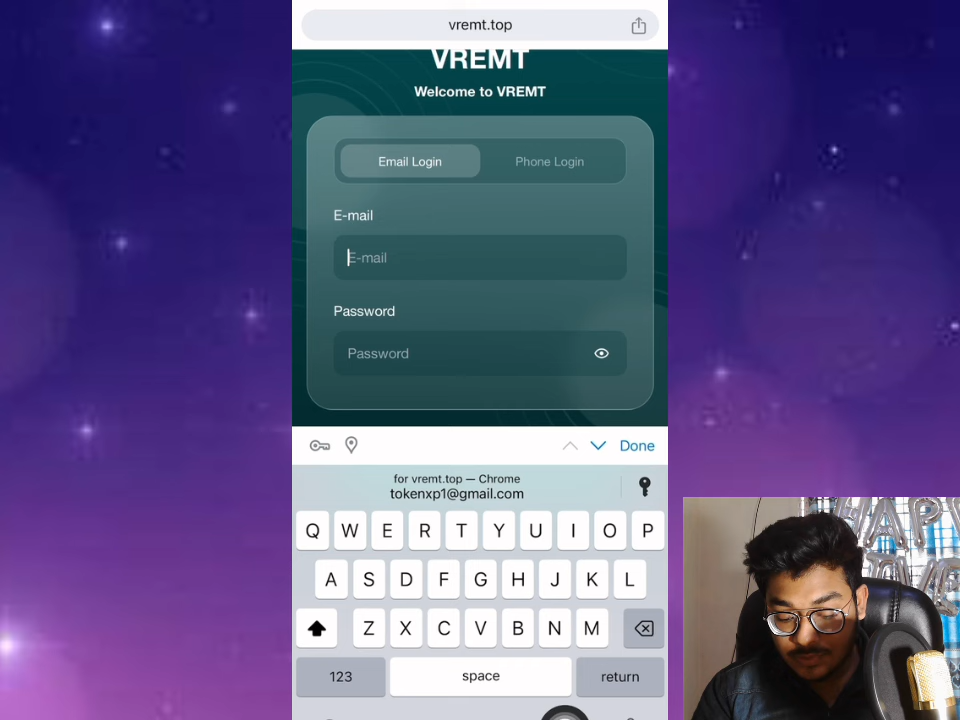 vremt.top
VREMT
Welcome to VREMT
Email Login
Phone Login
E-mail
E-mail
Password
Password
Done
for vremt.top — Chrome
tokenxp1@gmail.com
Q W E R T Y U I O P
A S D F G H J K L
Z X C V B N M
123
space
return